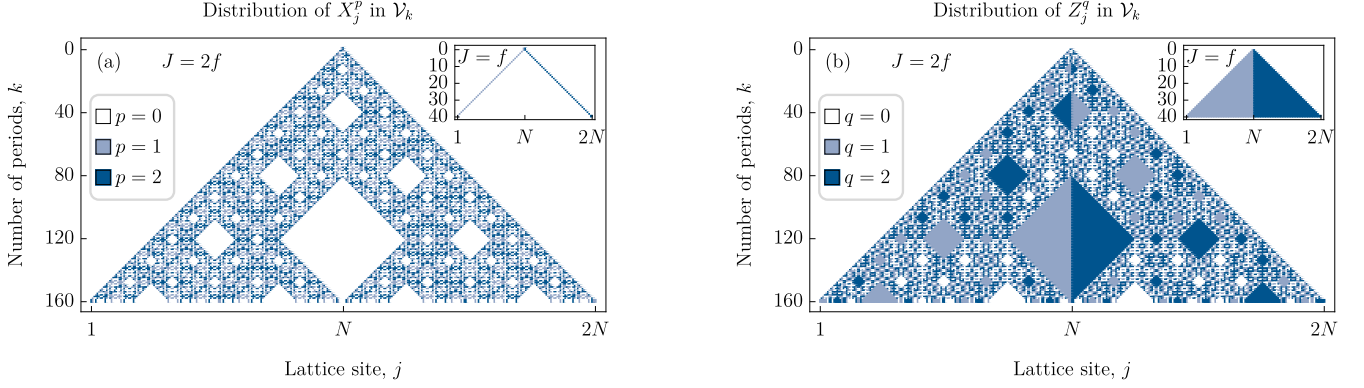 Distribution of $X_j^p$ in $\mathcal{V}_k$
(a) $J = 2f$
$p = 0$
$p = 1$
$p = 2$
Number of periods, $k$
0
40
80
120
160
1
$N$
$2N$
Lattice site, $j$
$J = f$
0
10
20
30
40
1
$N$
$2N$
Distribution of $Z_j^q$ in $\mathcal{V}_k$
(b) $J = 2f$
$q = 0$
$q = 1$
$q = 2$
Number of periods, $k$
0
40
80
120
160
1
$N$
$2N$
Lattice site, $j$
$J = f$
0
10
20
30
40
1
$N$
$2N$